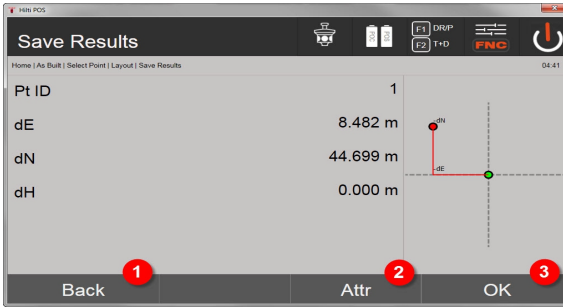 Hilti POS
Save Results
POC
POS
F1 DR/P
F2 T+D
FNC
Home | As Built | Select Point | Layout | Save Results
04:41
Pt ID 1
dE 8.482 m
dN 44.699 m
dH 0.000 m
-dN
-dE
1
2
3
Back
Attr
OK